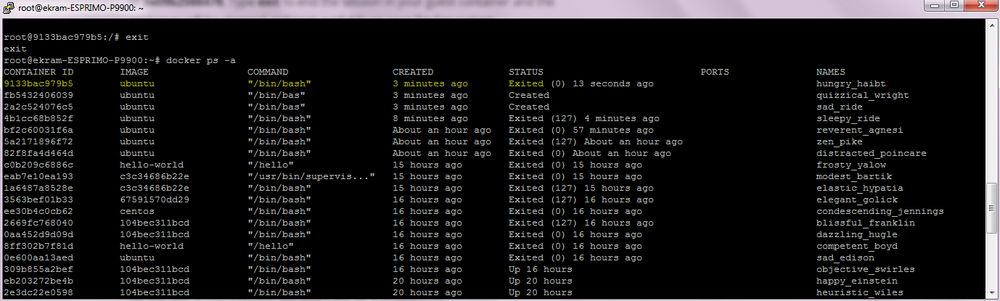 root@ekram-ESPRIMO-P9900: ~
root@9133bac979b5:/# exit
exit
root@ekram-ESPRIMO-P9900:~# docker ps -a
CONTAINER ID IMAGE COMMAND CREATED STATUS PORTS NAMES
9133bac979b5 ubuntu "/bin/bash" 3 minutes ago Exited (0) 13 seconds ago hungry_haibt
fb5432406039 ubuntu "/bin/bas" 3 minutes ago Created quizzical_wright
2a2c524076c5 ubuntu "/bin/bas" 3 minutes ago Created sad_ride
4b1cc68b852f ubuntu "/bin/bash" 8 minutes ago Exited (127) 4 minutes ago sleepy_ride
bf2c60031f6a ubuntu "/bin/bash" About an hour ago Exited (0) 57 minutes ago reverent_agnesi
5a2171896f72 ubuntu "/bin/bash" About an hour ago Exited (127) About an hour ago zen_pike
82f8fa4d464d ubuntu "/bin/bash" About an hour ago Exited (0) About an hour ago distracted_poincare
c0b209c6886c hello-world "/hello" 15 hours ago Exited (0) 15 hours ago frosty_yalow
eab7e10ea193 c3c34686b22e "/usr/bin/supervis..." 15 hours ago Exited (0) 15 hours ago modest_bartik
1a6487a8528e c3c34686b22e "/bin/bash" 15 hours ago Exited (127) 15 hours ago elastic_hypatia
3563bef01b33 67591570dd29 "/bin/bash" 16 hours ago Exited (127) 16 hours ago elegant_golick
ee30b4c0cb62 centos "/bin/bash" 16 hours ago Exited (0) 16 hours ago condescending_jennings
2669fc768040 104bec311bcd "/bin/bash" 16 hours ago Exited (127) 16 hours ago blissful_franklin
0aa452d9d09d 104bec311bcd "/bin/bash" 16 hours ago Exited (0) 16 hours ago dazzling_hugle
8ff302b7f81d hello-world "/hello" 16 hours ago Exited (0) 16 hours ago competent_boyd
0e600aa13aed ubuntu "/bin/bash" 16 hours ago Exited (0) 16 hours ago sad_edison
309b855a2bef 104bec311bcd "/bin/bash" 16 hours ago Up 16 hours objective_swirles
eb203272be4b 104bec311bcd "/bin/bash" 20 hours ago Up 20 hours happy_einstein
2e3dc22e0598 104bec311bcd "/bin/bash" 20 hours ago Up 20 hours heuristic_wiles